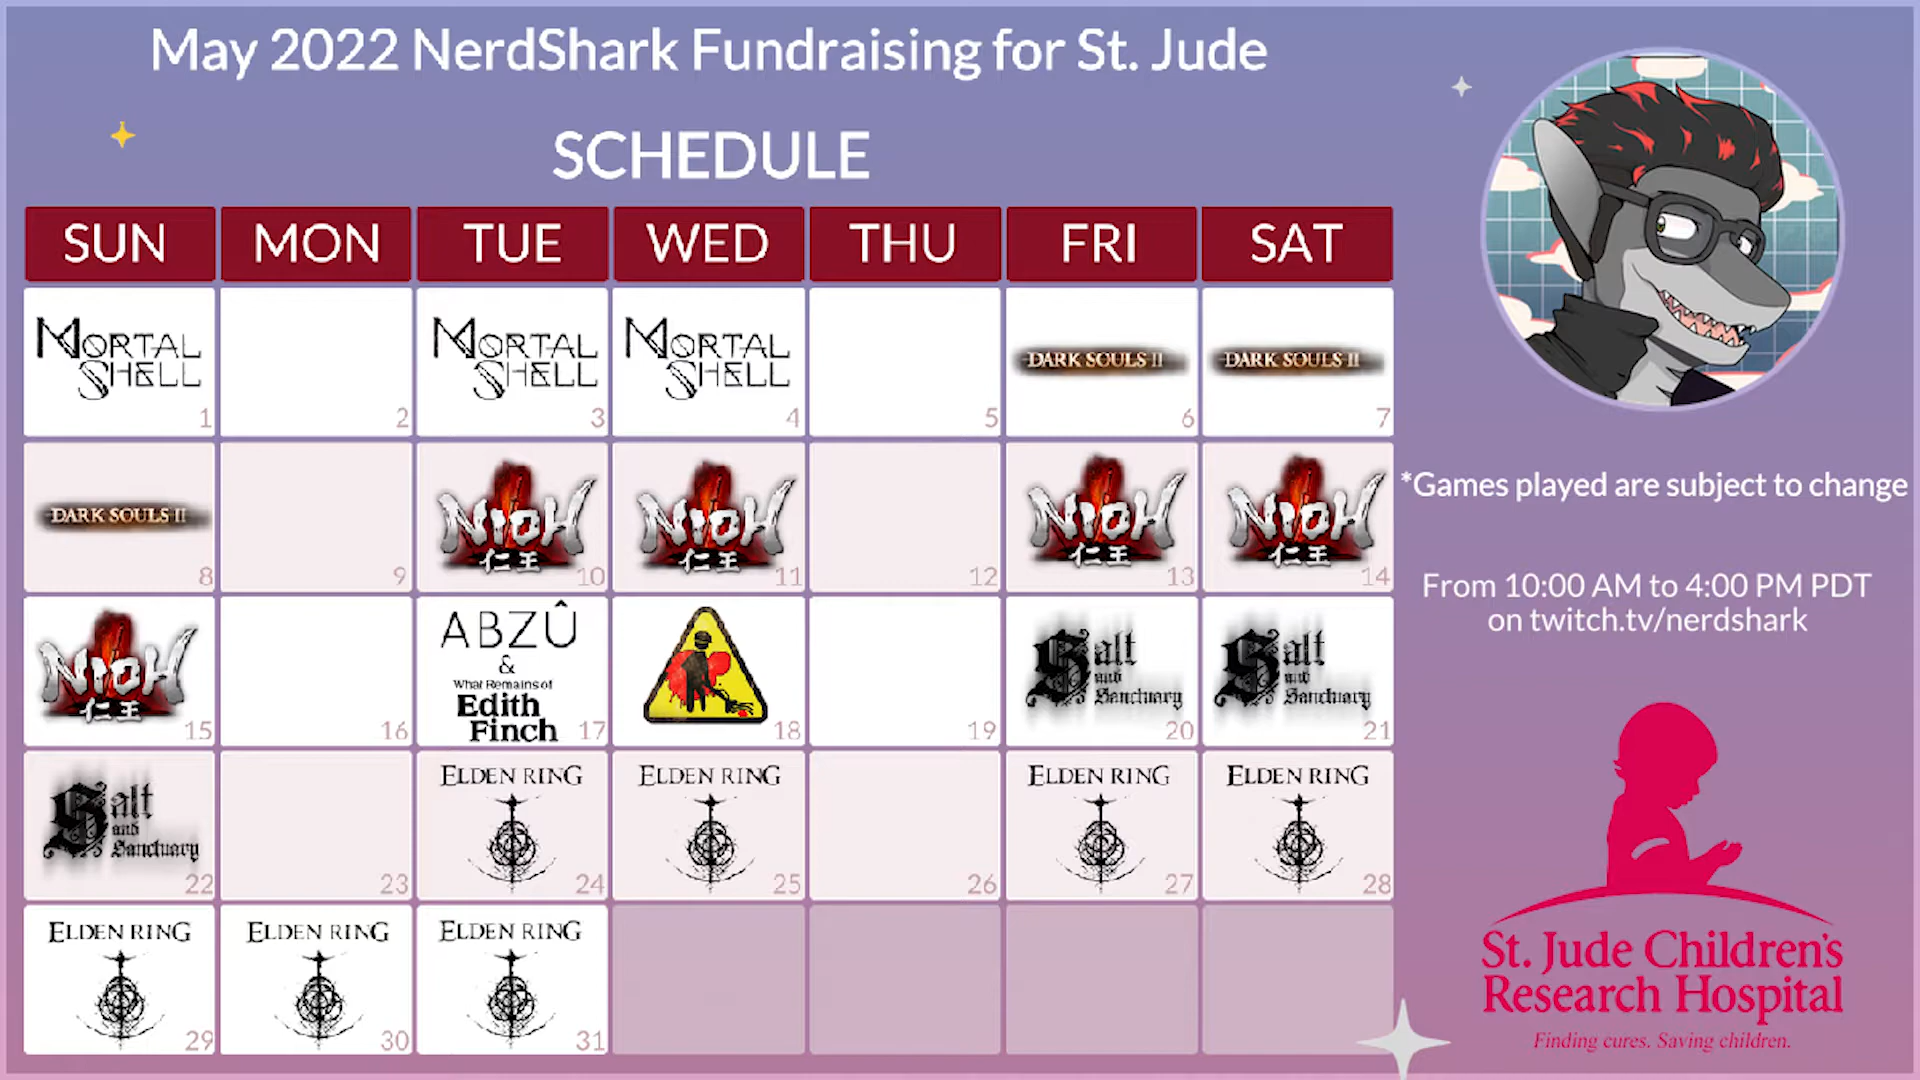 May 2022 NerdShark Fundraising for St. Jude
SCHEDULE
SUN MON TUE WED THU FRI SAT
MORTAL
SHELL
1
2
MORTAL
SHELL
3
MORTAL
SHELL
4
5
DARK SOULS II
6
DARK SOULS II
7
DARK SOULS II
8
9
NIOH
仁王
10
NIOH
仁王
11
12
NIOH
仁王
13
NIOH
仁王
14
NIOH
仁王
15
16
ABZÛ
&
What Remains of
Edith
Finch
17
18
19
Salt
and
Sanctuary
20
Salt
and
Sanctuary
21
Salt
and
Sanctuary
22
23
ELDEN RING
24
ELDEN RING
25
26
ELDEN RING
27
ELDEN RING
28
ELDEN RING
29
ELDEN RING
30
ELDEN RING
31
*Games played are subject to change
From 10:00 AM to 4:00 PM PDT
on twitch.tv/nerdshark
St. Jude Children's
Research Hospital
Finding cures. Saving children.